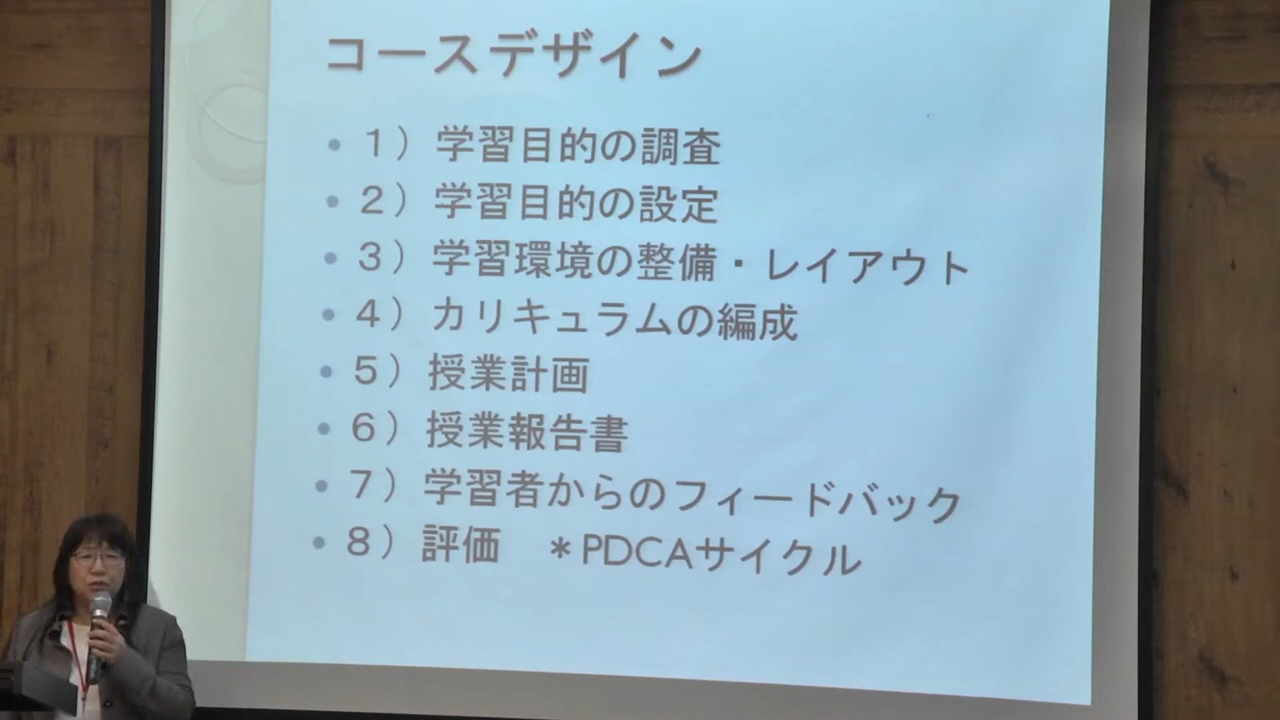 コースデザイン
• 1）学習目的の調査
• 2）学習目的の設定
• 3）学習環境の整備・レイアウト
• 4）カリキュラムの編成
• 5）授業計画
• 6）授業報告書
• 7）学習者からのフィードバック
• 8）評価　＊PDCAサイクル